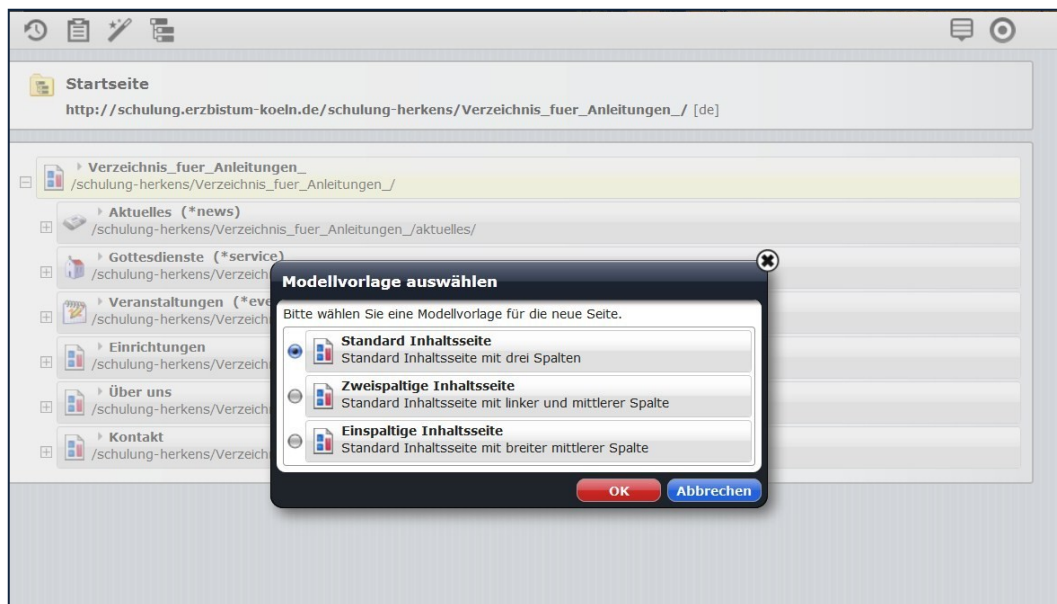 Startseite
http://schulung.erzbistum-koeln.de/schulung-herkens/Verzeichnis_fuer_Anleitungen_/ [de]
Verzeichnis_fuer_Anleitungen_
/schulung-herkens/Verzeichnis_fuer_Anleitungen_/
Aktuelles (*news)
/schulung-herkens/Verzeichnis_fuer_Anleitungen_/aktuelles/
Gottesdienste (*service)
/schulung-herkens/Verzeich
Veranstaltungen (*eve
/schulung-herkens/Verzeich
Einrichtungen
/schulung-herkens/Verzeich
Über uns
/schulung-herkens/Verzeich
Kontakt
/schulung-herkens/Verzeich
Modellvorlage auswählen
Bitte wählen Sie eine Modellvorlage für die neue Seite.
Standard Inhaltsseite
Standard Inhaltsseite mit drei Spalten
Zweispaltige Inhaltsseite
Standard Inhaltsseite mit linker und mittlerer Spalte
Einspaltige Inhaltsseite
Standard Inhaltsseite mit breiter mittlerer Spalte
OK Abbrechen